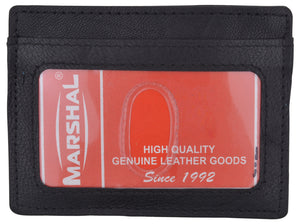 MARSHAL®
HIGH QUALITY
GENUINE LEATHER GOODS
Since 1992